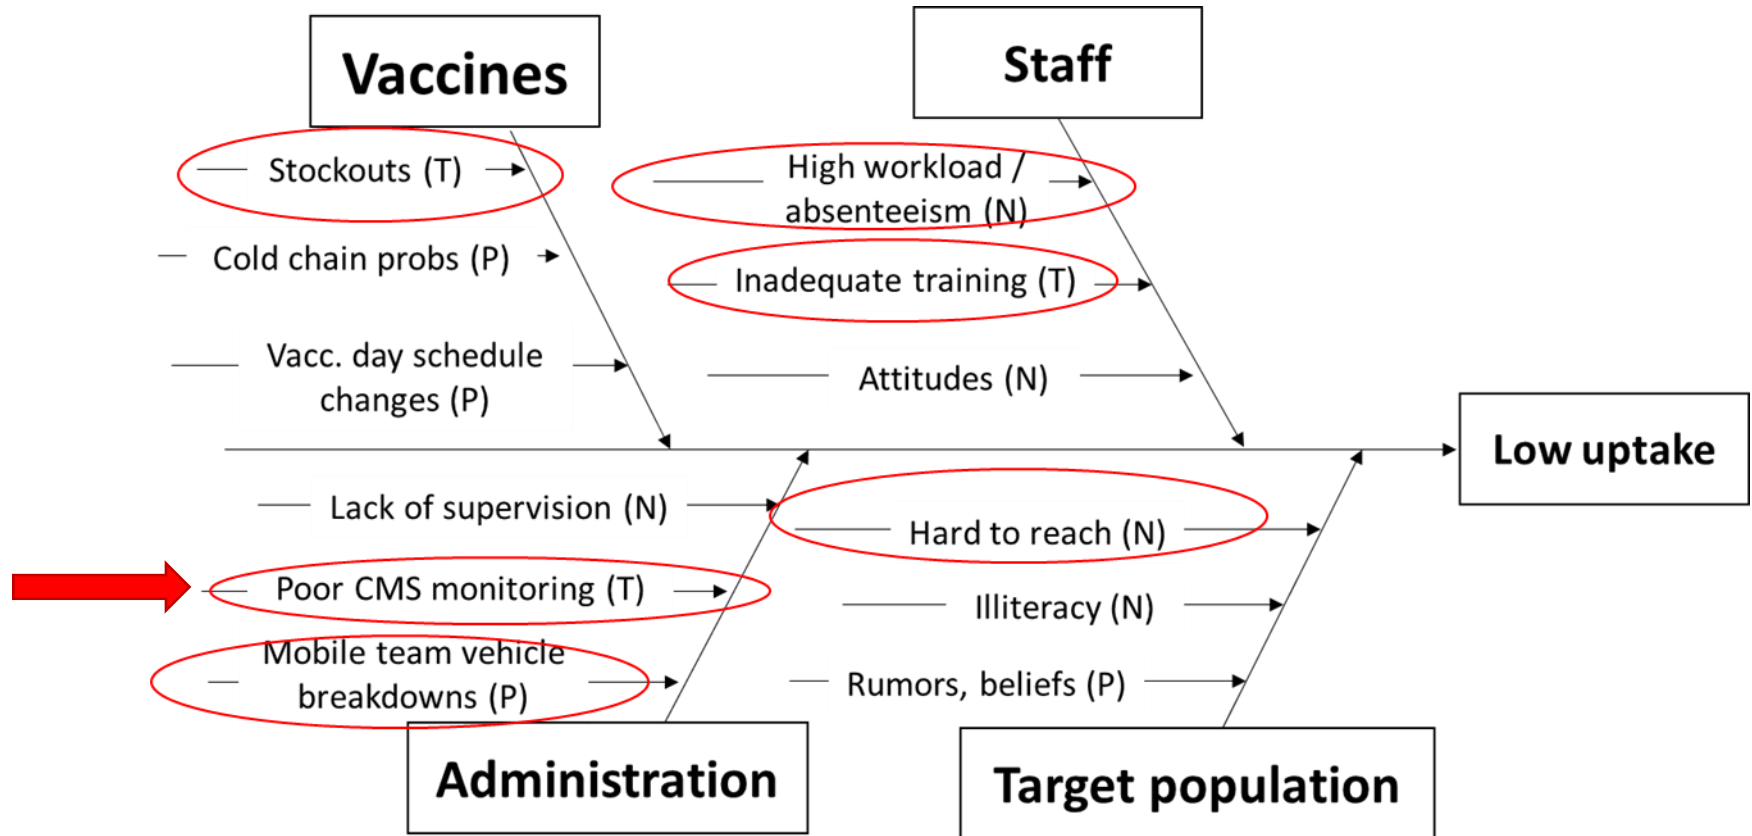 Vaccines
Staff
Stockouts (T)
High workload /
absenteeism (N)
Cold chain probs (P)
Inadequate training (T)
Vacc. day schedule
changes (P)
Attitudes (N)
Low uptake
Lack of supervision (N)
Hard to reach (N)
Poor CMS monitoring (T)
Illiteracy (N)
Mobile team vehicle
breakdowns (P)
Rumors, beliefs (P)
Administration
Target population